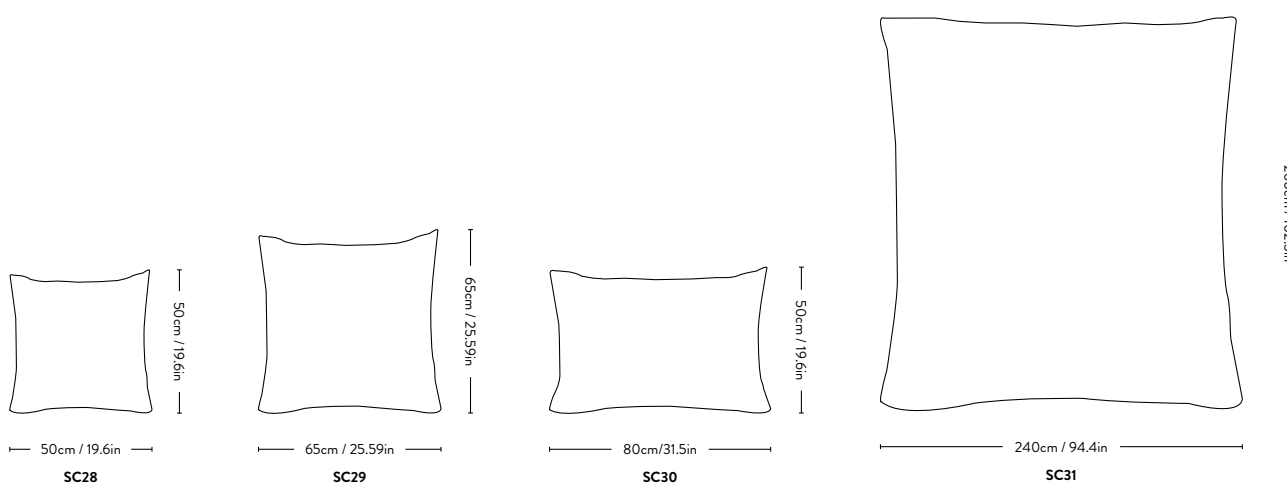 50cm / 19.6in
65cm / 25.59in
50cm / 19.6in
50cm / 19.6in
65cm / 25.59in
80cm/31.5in
240cm / 94.4in
SC28
SC29
SC30
SC31